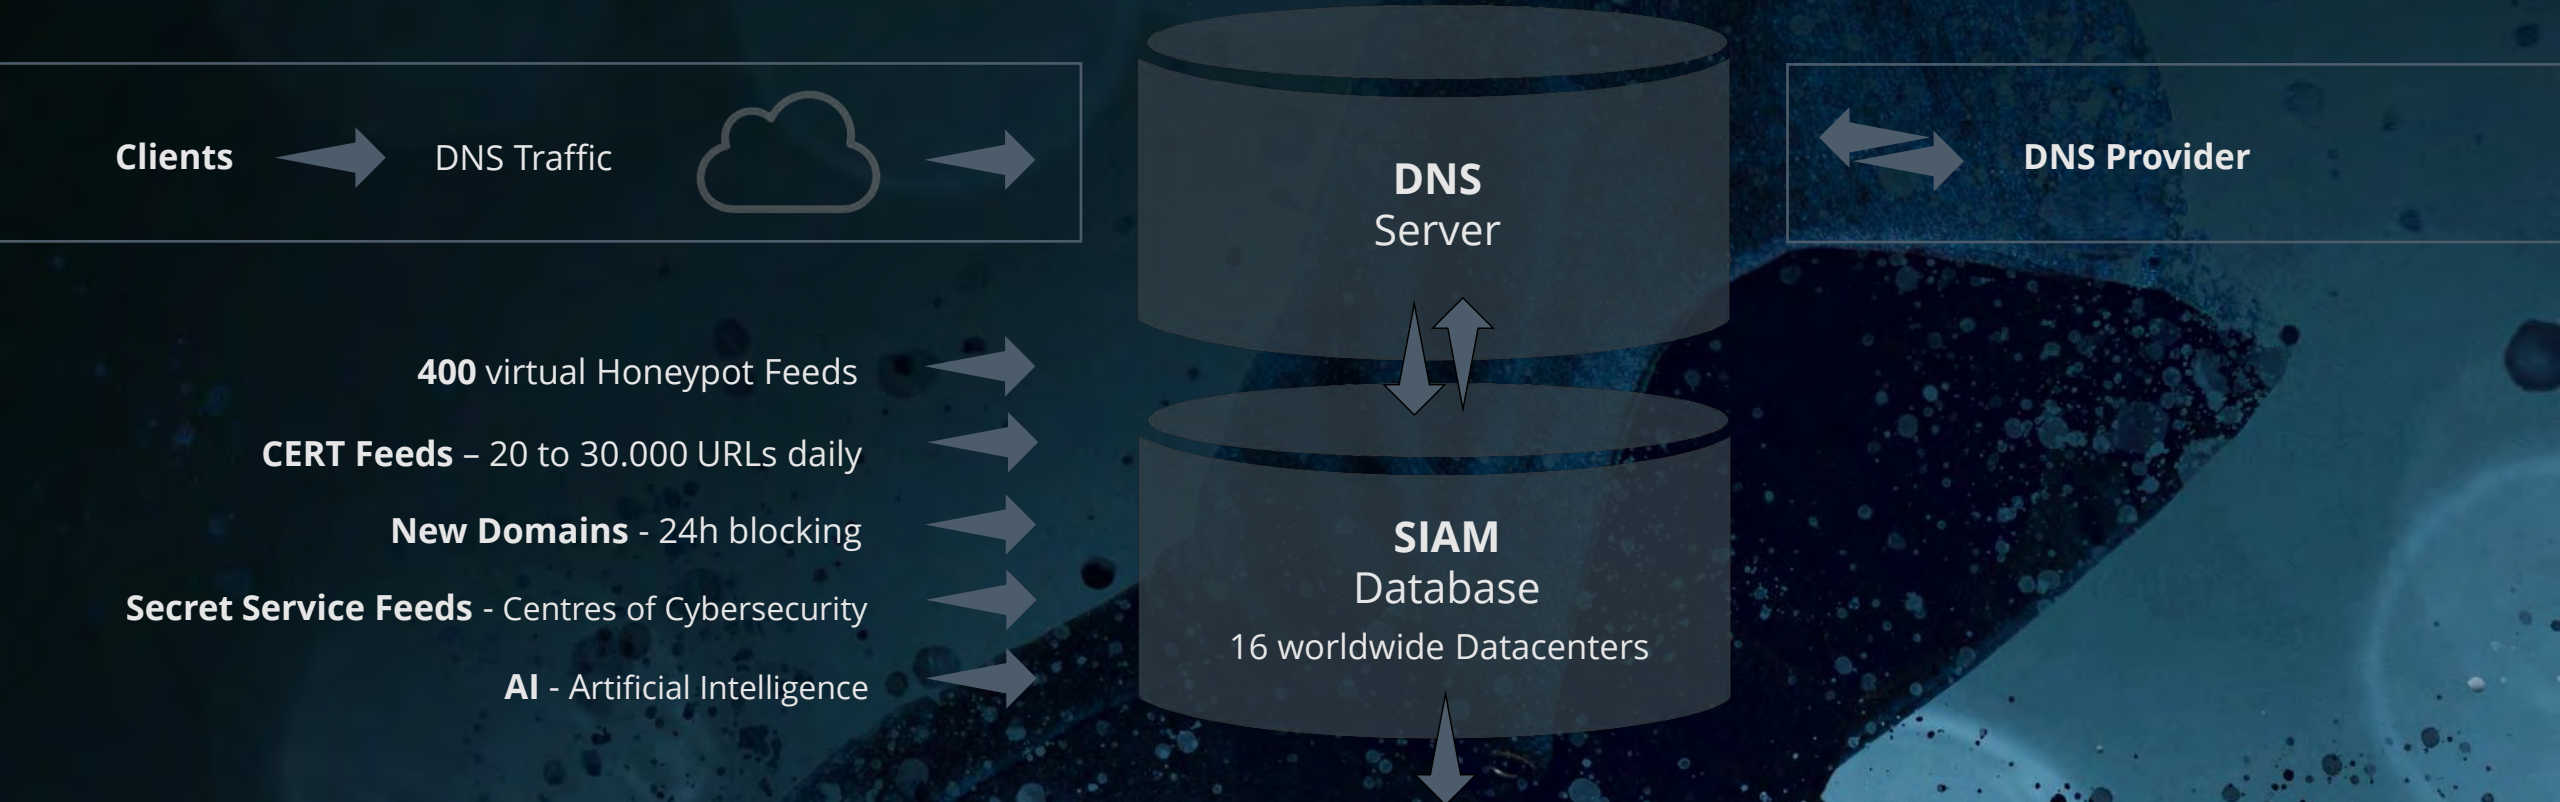 Clients
DNS Traffic
DNS
Server
DNS Provider
400 virtual Honeypot Feeds
CERT Feeds – 20 to 30.000 URLs daily
New Domains - 24h blocking
Secret Service Feeds - Centres of Cybersecurity
AI - Artificial Intelligence
SIAM
Database
16 worldwide Datacenters